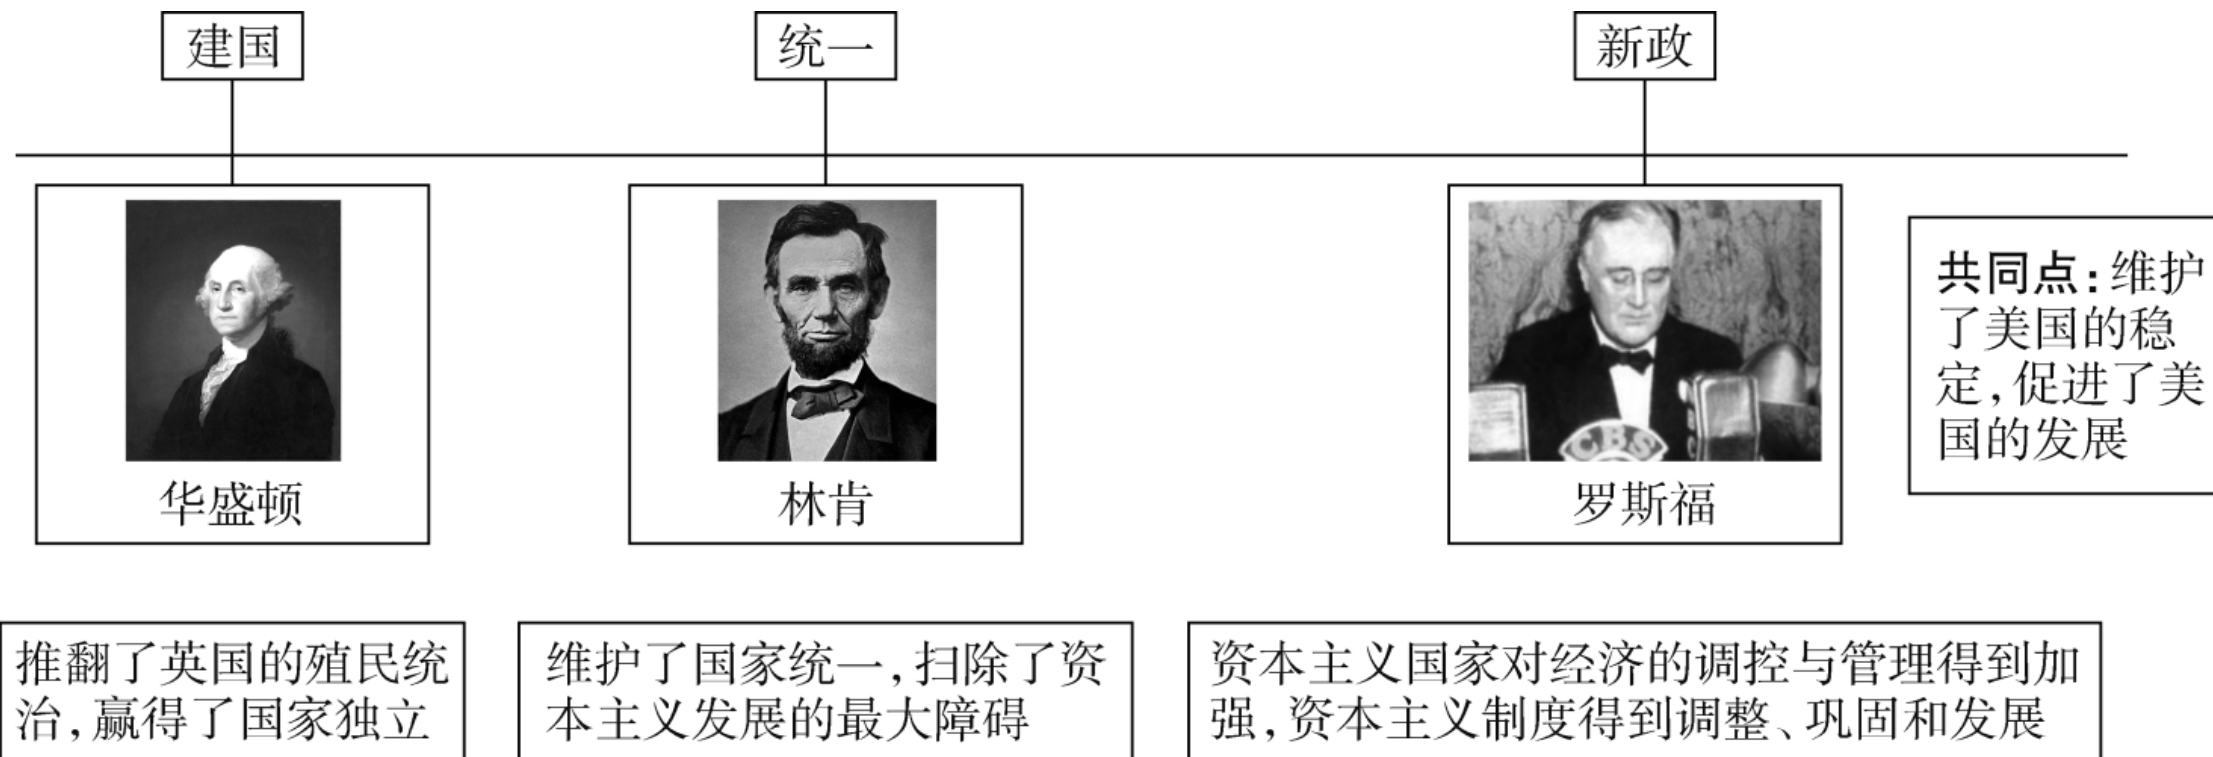 建国
统一
新政
CBS
华盛顿
林肯
罗斯福
共同点:维护
了美国的稳
定,促进了美
国的发展
推翻了英国的殖民统
治,赢得了国家独立
维护了国家统一,扫除了资
本主义发展的最大障碍
资本主义国家对经济的调控与管理得到加
强,资本主义制度得到调整、巩固和发展